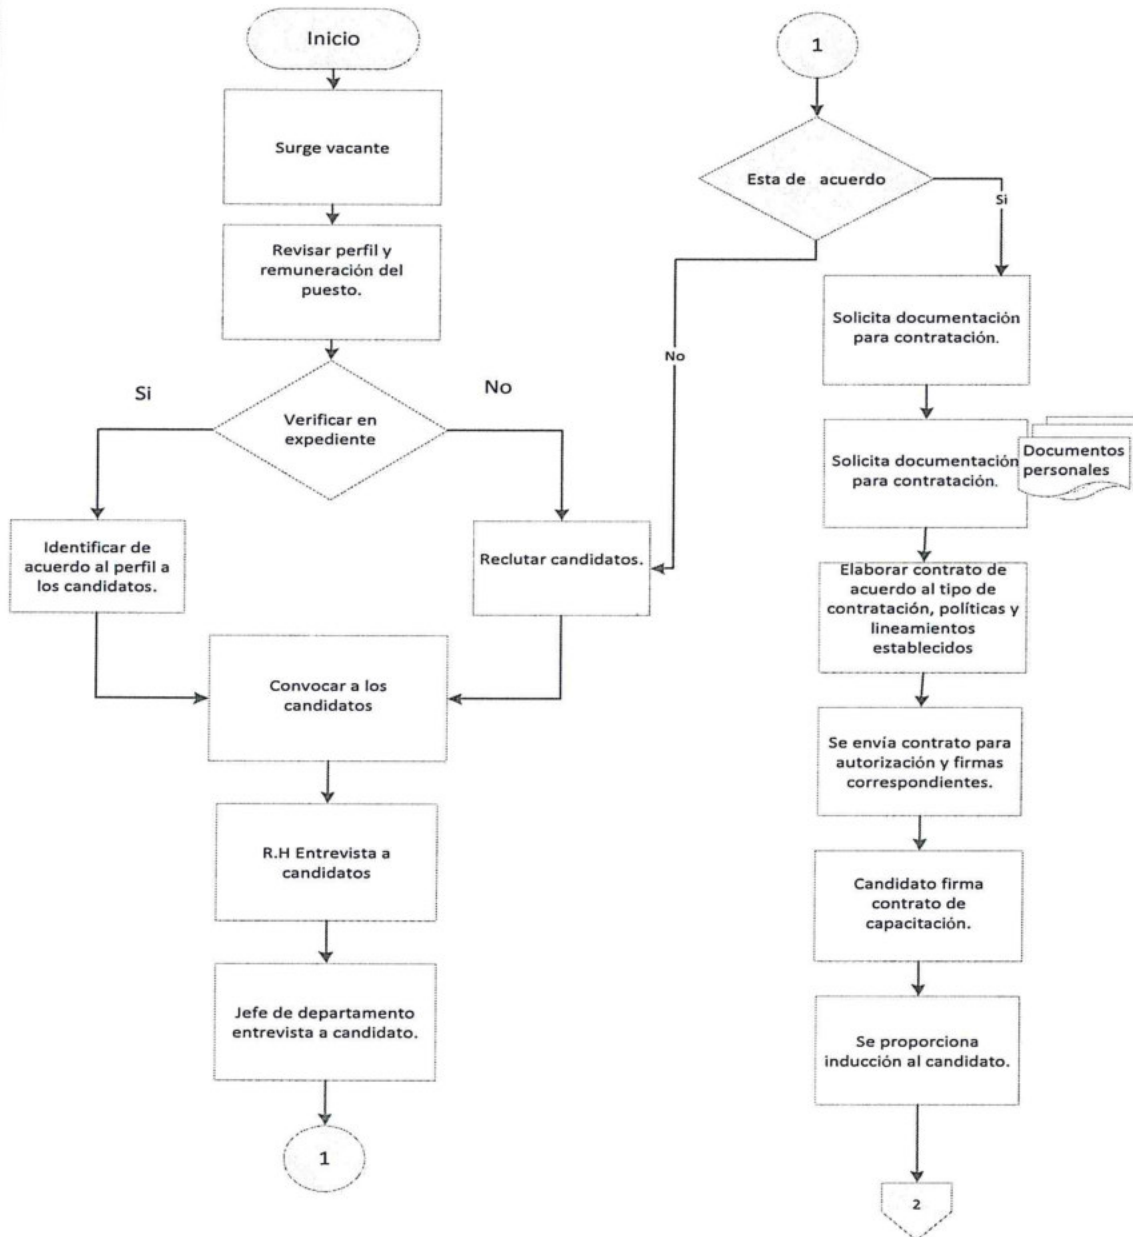 Inicio
Surge vacante
Revisar perfil y
remuneración del
puesto.
Si
No
Verificar en
expediente
Identificar de
acuerdo al perfil a
los candidatos.
Reclutar candidatos.
Convocar a los
candidatos
R.H Entrevista a
candidatos
Jefe de departamento
entrevista a candidato.
1
1
Esta de acuerdo
Si
No
Solicita documentación
para contratación.
Solicita documentación
para contratación.
Documentos
personales
Elaborar contrato de
acuerdo al tipo de
contratación, políticas y
lineamientos
establecidos
Se envía contrato para
autorización y firmas
correspondientes.
Candidato firma
contrato de
capacitación.
Se proporciona
inducción al candidato.
2